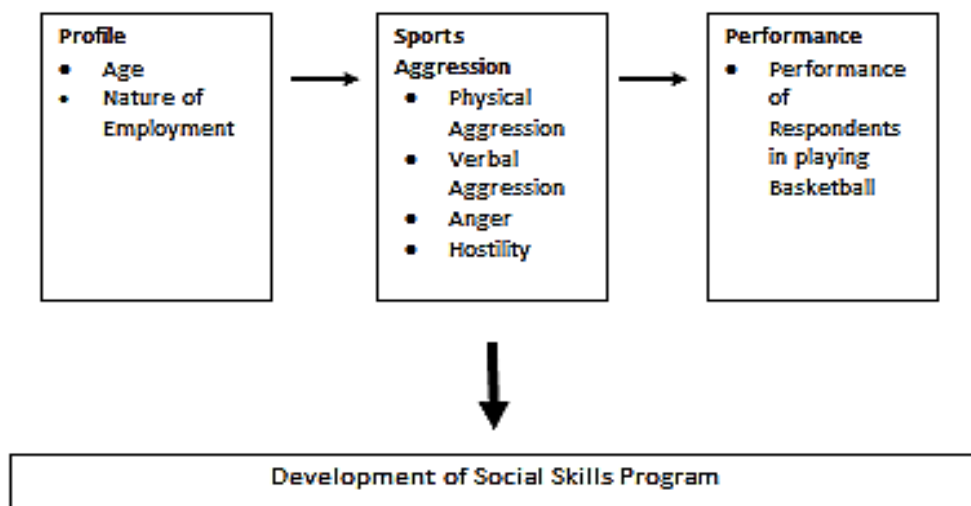 Profile
● Age
● Nature of
Employment
Sports
Aggression
● Physical
Aggression
● Verbal
Aggression
● Anger
● Hostility
Performance
● Performance
of
Respondents
in playing
Basketball
Development of Social Skills Program